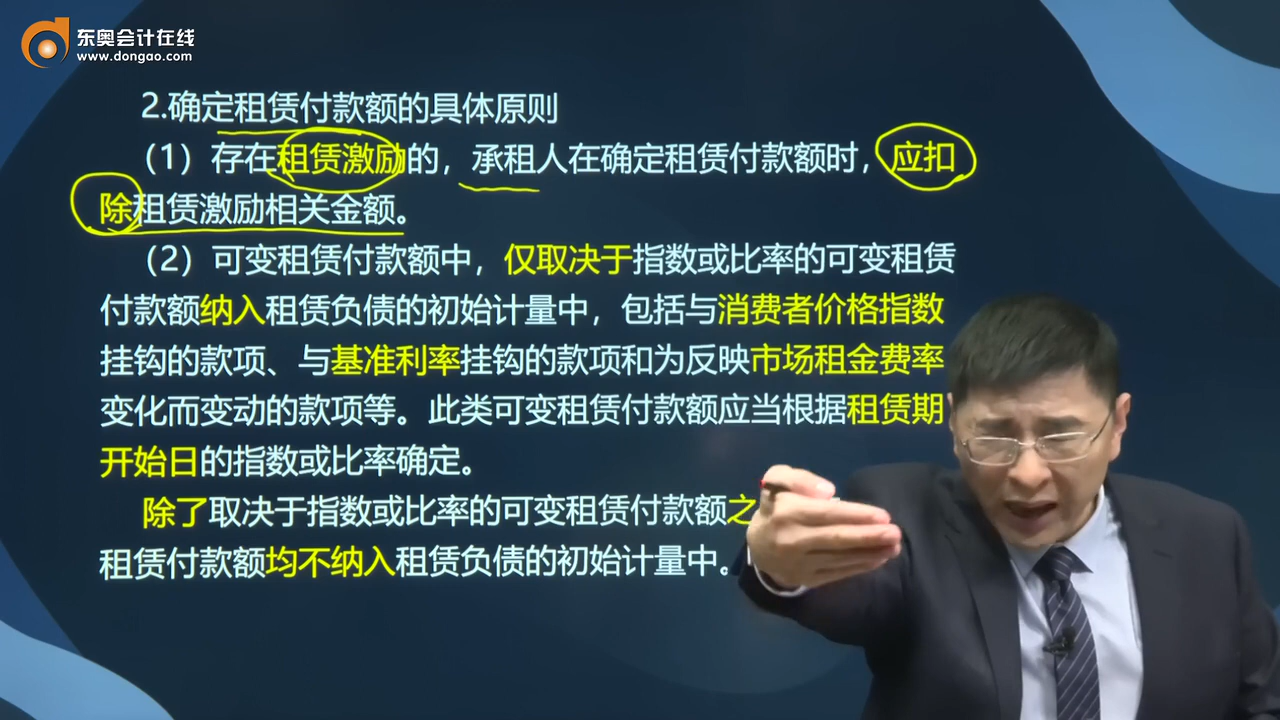 东奥会计在线
www.dongao.com
2.确定租赁付款额的具体原则
（1）存在租赁激励的，承租人在确定租赁付款额时，应扣
除租赁激励相关金额。
（2）可变租赁付款额中，仅取决于指数或比率的可变租赁
付款额纳入租赁负债的初始计量中，包括与消费者价格指数
挂钩的款项、与基准利率挂钩的款项和为反映市场租金费率
变化而变动的款项等。此类可变租赁付款额应当根据租赁期
开始日的指数或比率确定。
除了取决于指数或比率的可变租赁付款额之
租赁付款额均不纳入租赁负债的初始计量中。